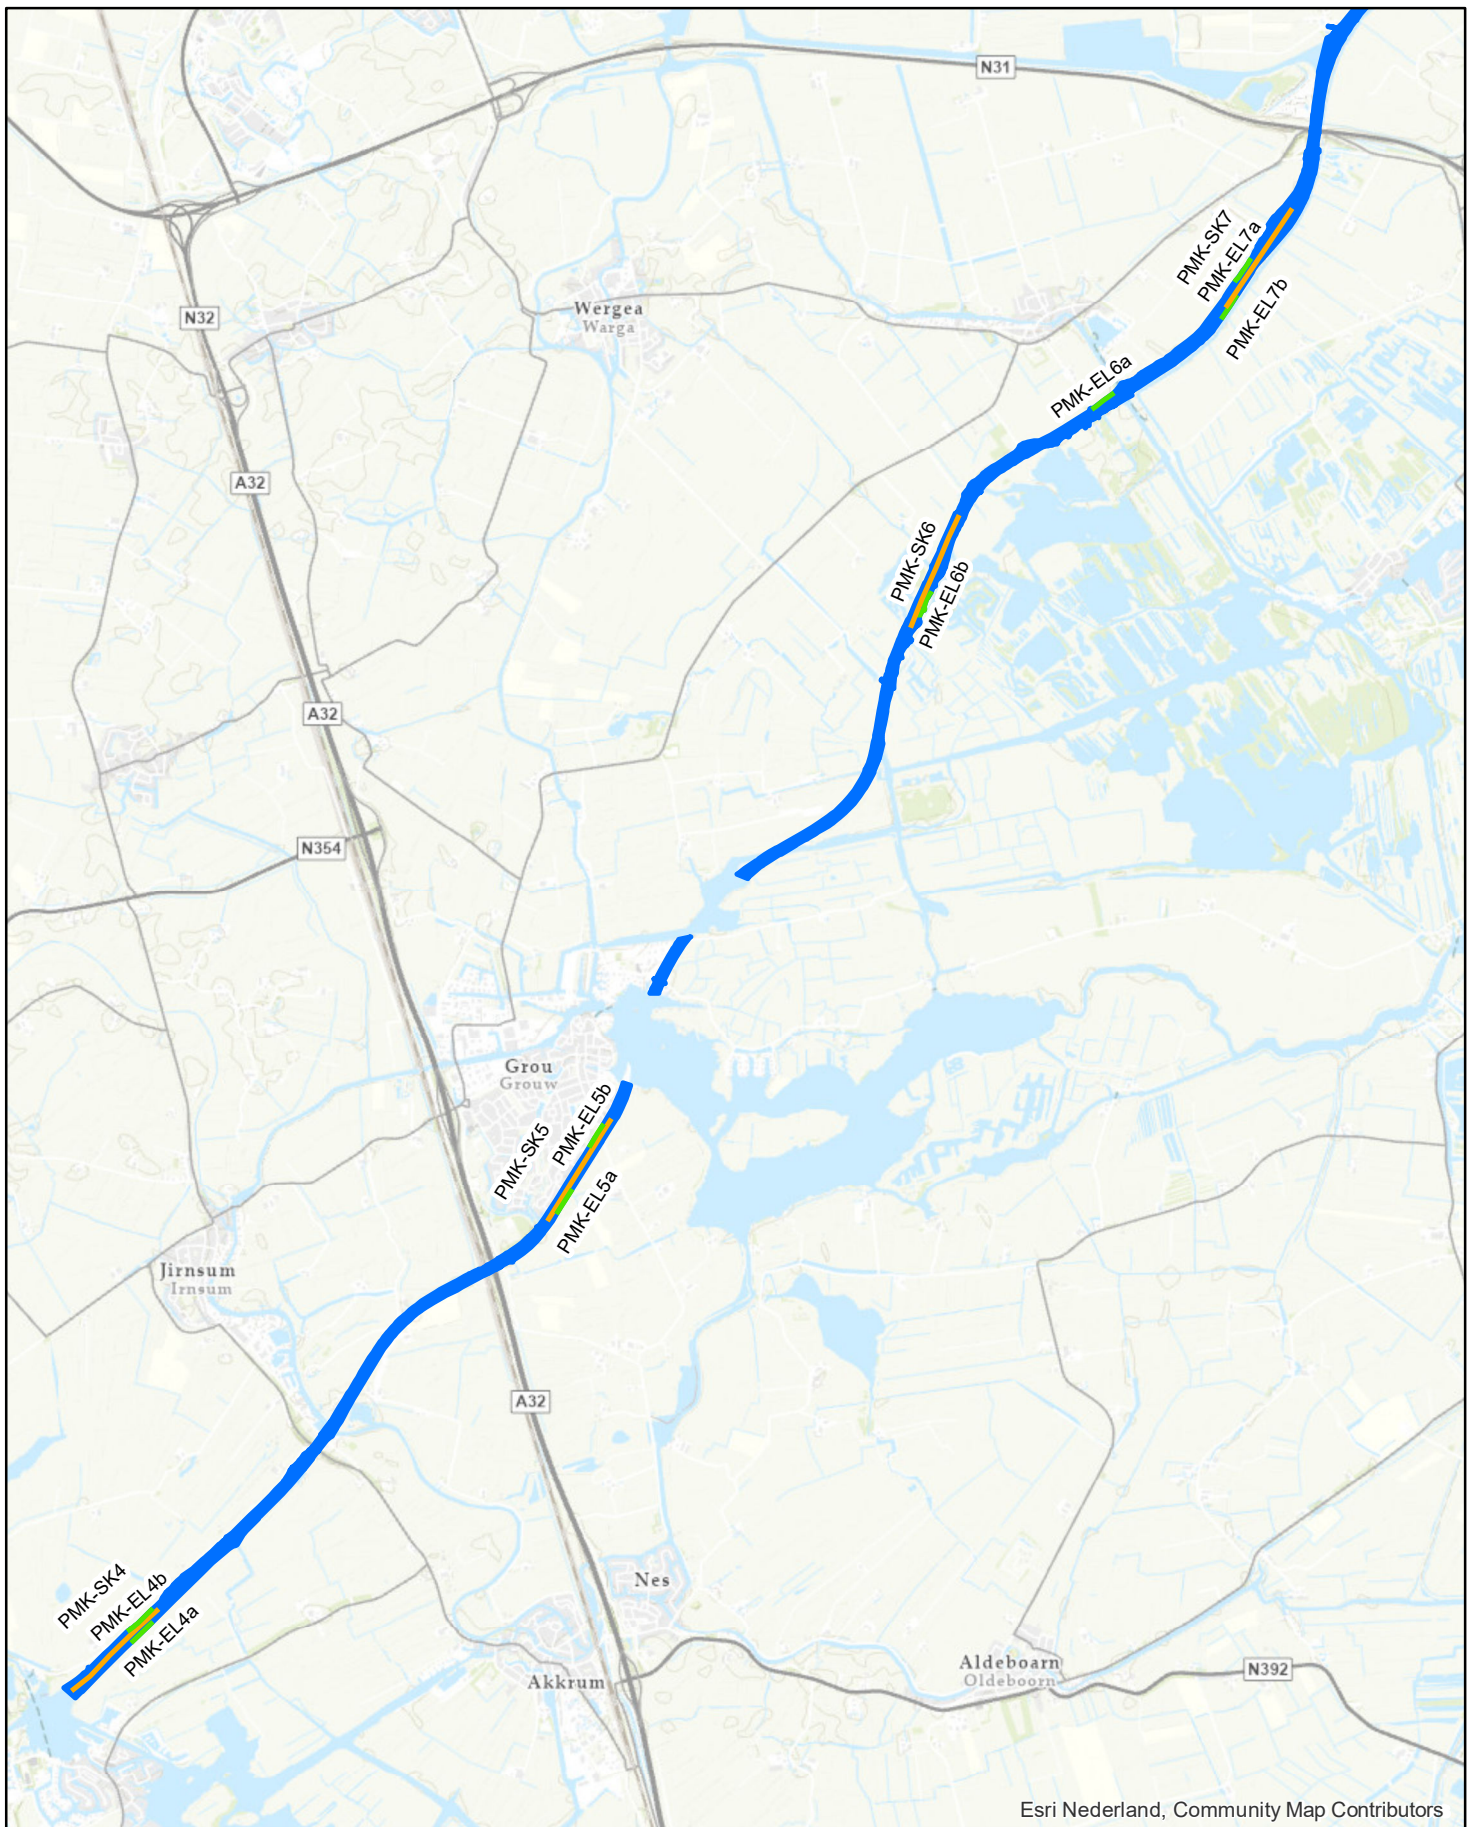 N31
PMK-SK7
PMK-EL7a
PMK-EL7b
Wergea
Warga
N32
PMK-EL6a
A32
PMK-SK6
PMK-EL6b
A32
N354
Grou
Grouw
PMK-EL5b
PMK-SK5
PMK-EL5a
Jirnsum
Irnsum
A32
PMK-SK4
PMK-EL4b
PMK-EL4a
Nes
Akkrum
Aldeboarn
Oldeboorn
N392
Esri Nederland, Community Map Contributors